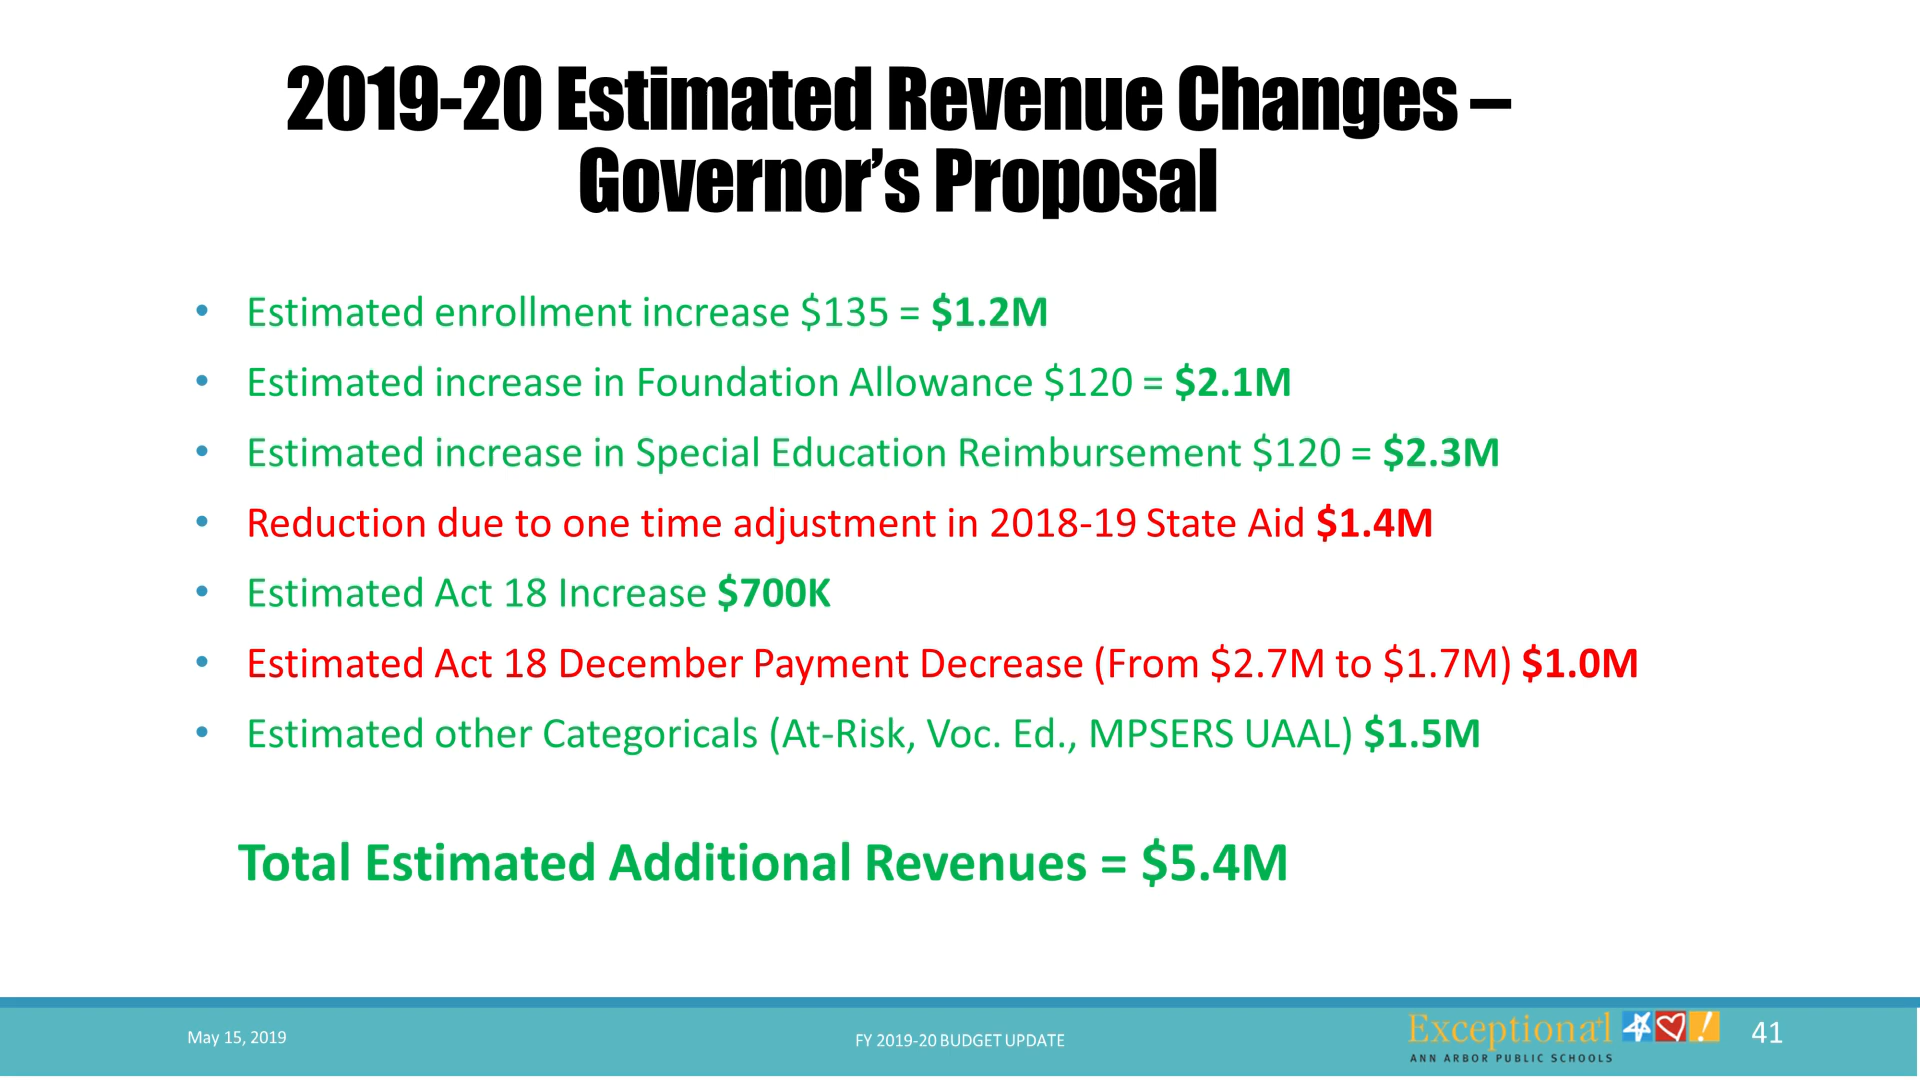 2019-20 Estimated Revenue Changes –
Governor’s Proposal
• Estimated enrollment increase $135 = $1.2M
• Estimated increase in Foundation Allowance $120 = $2.1M
• Estimated increase in Special Education Reimbursement $120 = $2.3M
• Reduction due to one time adjustment in 2018-19 State Aid $1.4M
• Estimated Act 18 Increase $700K
• Estimated Act 18 December Payment Decrease (From $2.7M to $1.7M) $1.0M
• Estimated other Categoricals (At-Risk, Voc. Ed., MPSERS UAAL) $1.5M
Total Estimated Additional Revenues = $5.4M
May 15, 2019
FY 2019-20 BUDGET UPDATE
Exceptional
ANN ARBOR PUBLIC SCHOOLS
41